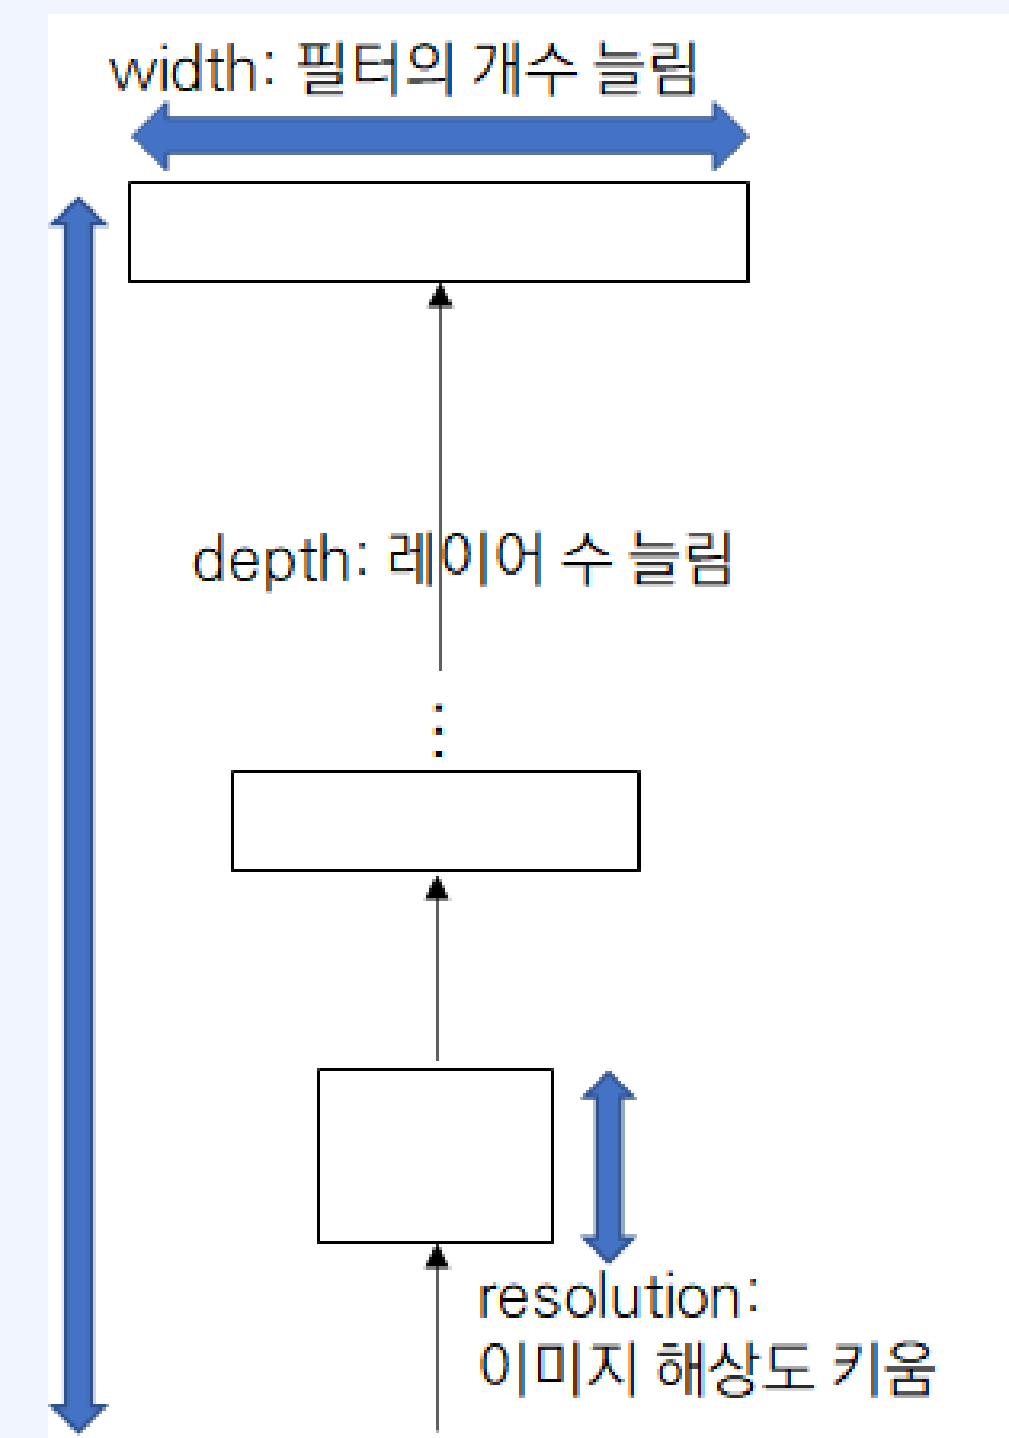 width: 필터의 개수 늘림
depth: 레이어 수 늘림
resolution:
이미지 해상도 키움